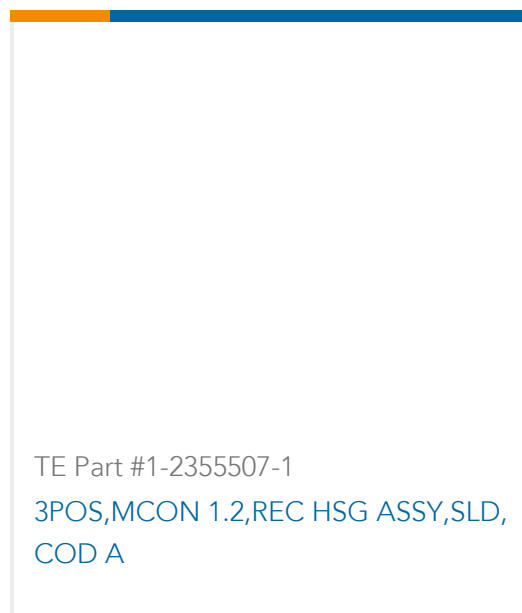 TE Part #1-2355507-1
3POS,MCON 1.2,REC HSG ASSY,SLD,
COD A